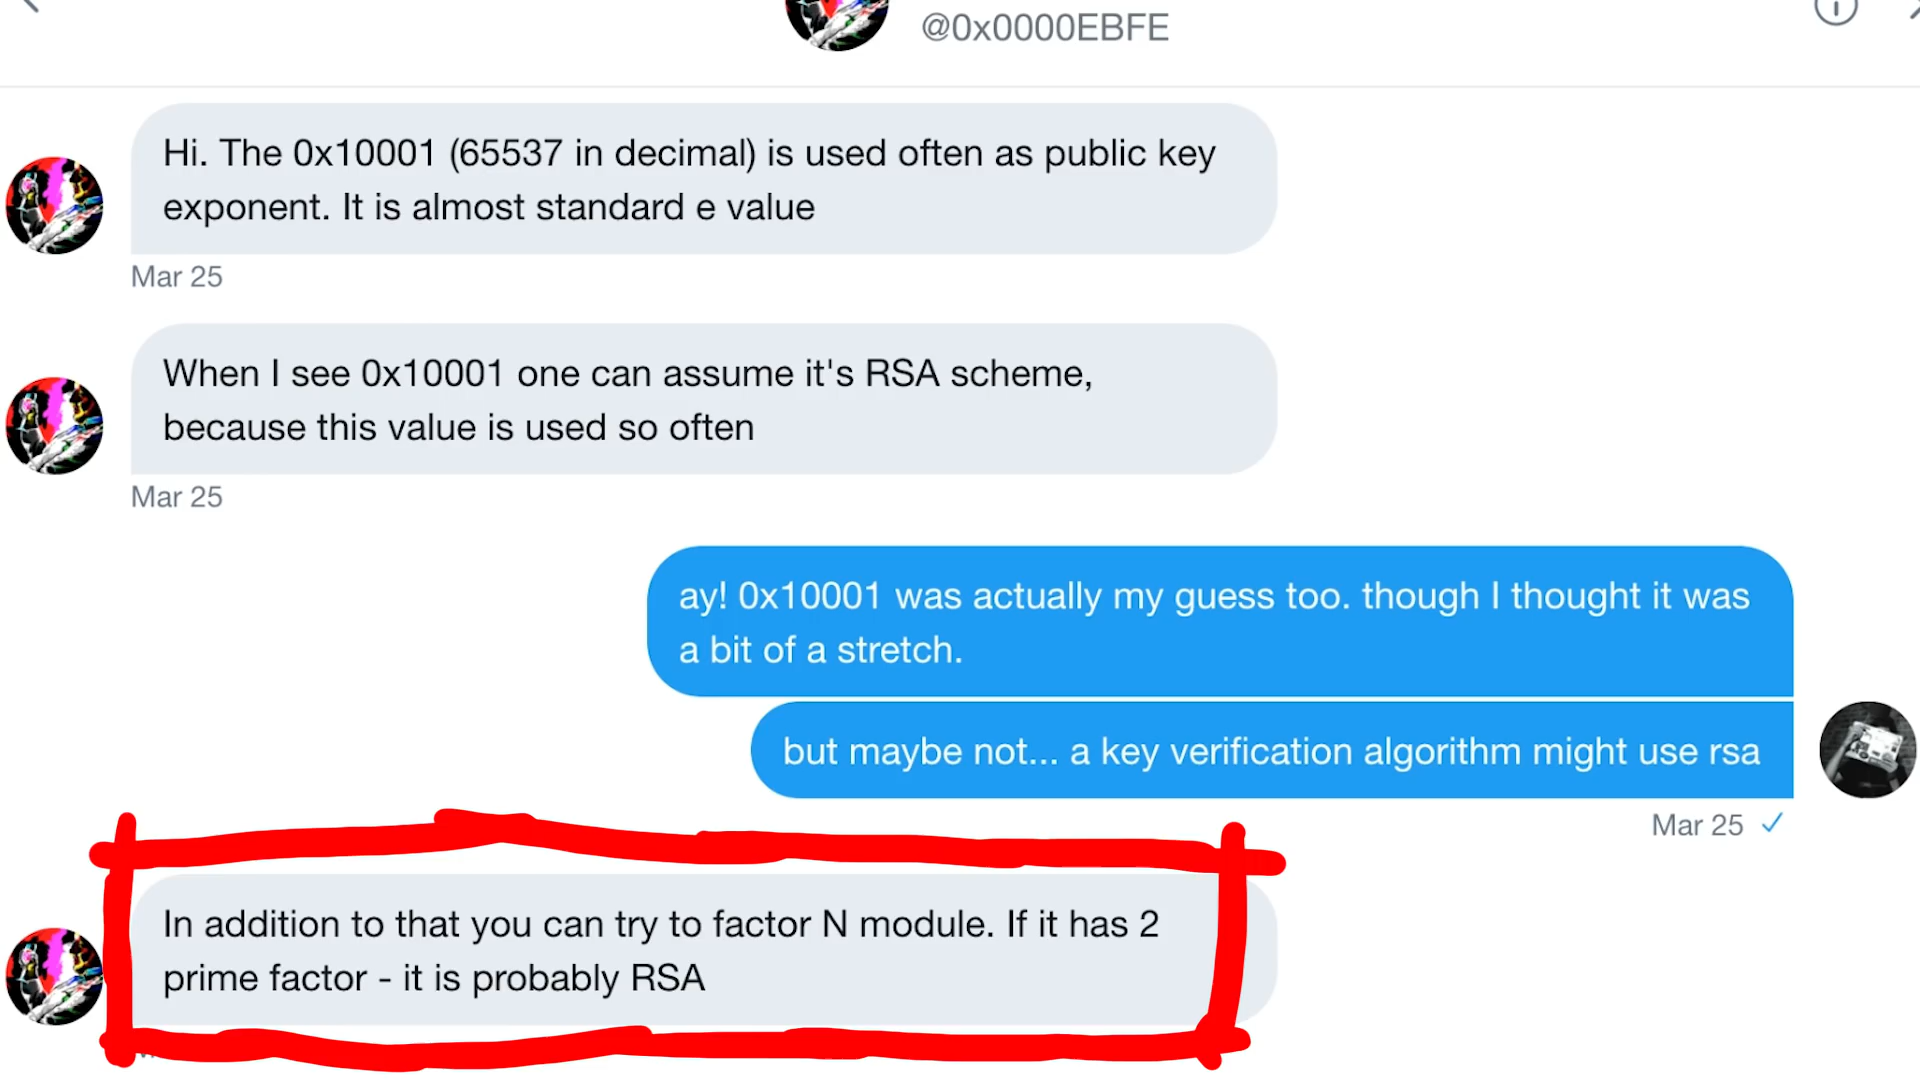 @0x0000EBFE
Hi. The 0x10001 (65537 in decimal) is used often as public key
exponent. It is almost standard e value
Mar 25
When I see 0x10001 one can assume it's RSA scheme,
because this value is used so often
Mar 25
ay! 0x10001 was actually my guess too. though I thought it was
a bit of a stretch.
but maybe not... a key verification algorithm might use rsa
Mar 25
In addition to that you can try to factor N module. If it has 2
prime factor - it is probably RSA